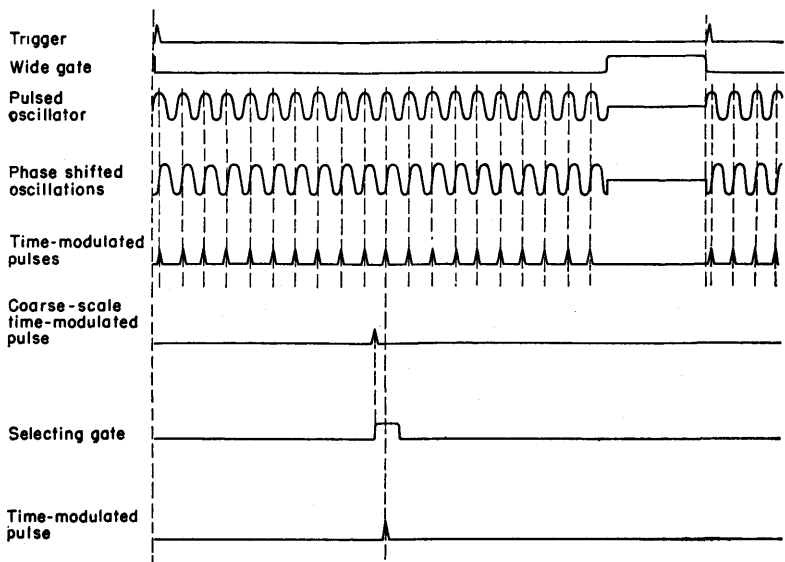 Trigger
Wide gate
Pulsed
oscillator
Phase shifted
oscillations
Time-modulated
pulses
Coarse-scale
time-modulated
pulse
Selecting gate
Time-modulated
pulse